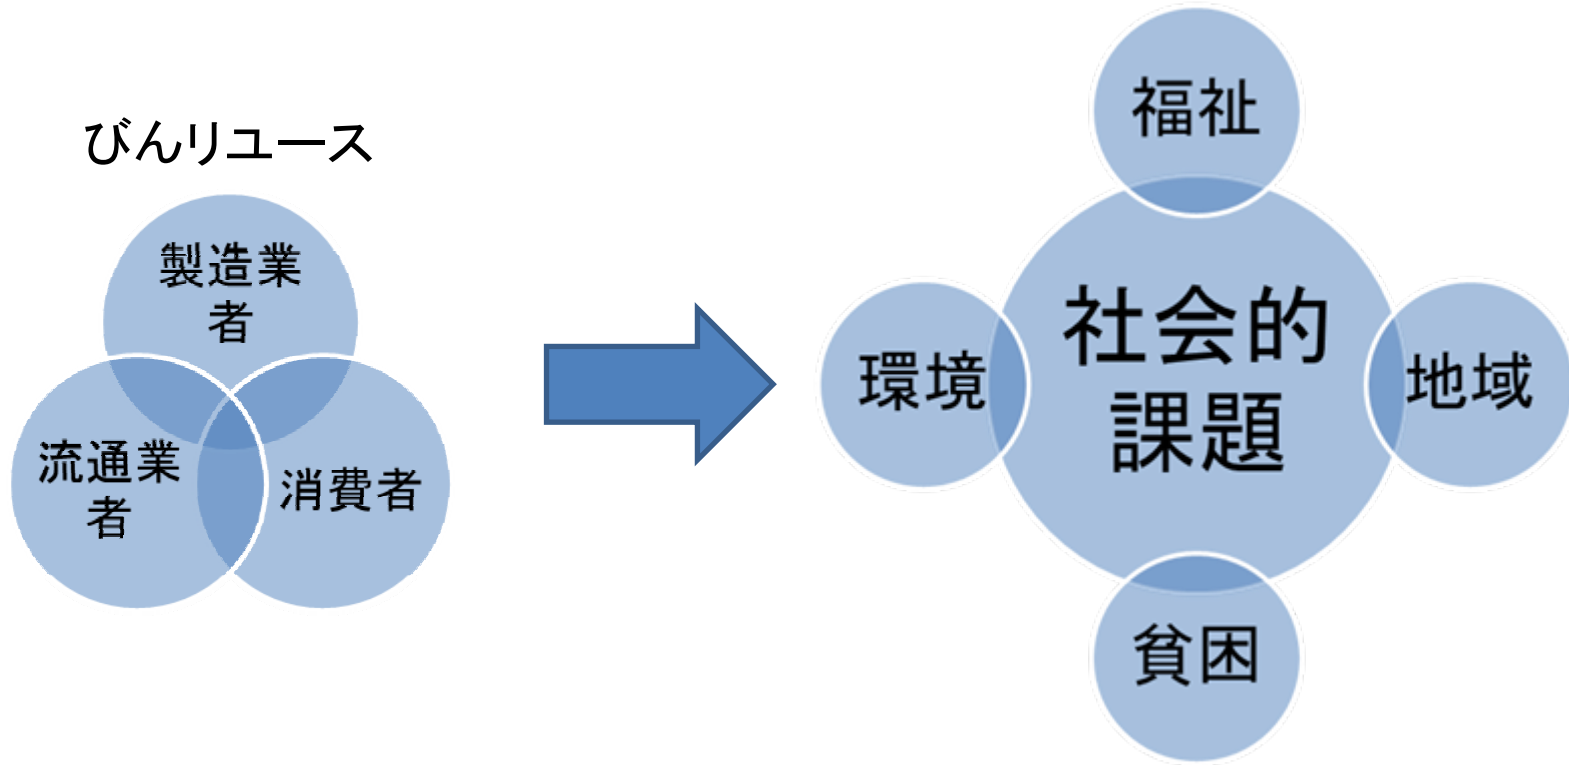 びんリユース
製造業
者
流通業
者
消費者
福祉
環境
社会的
課題
地域
貧困